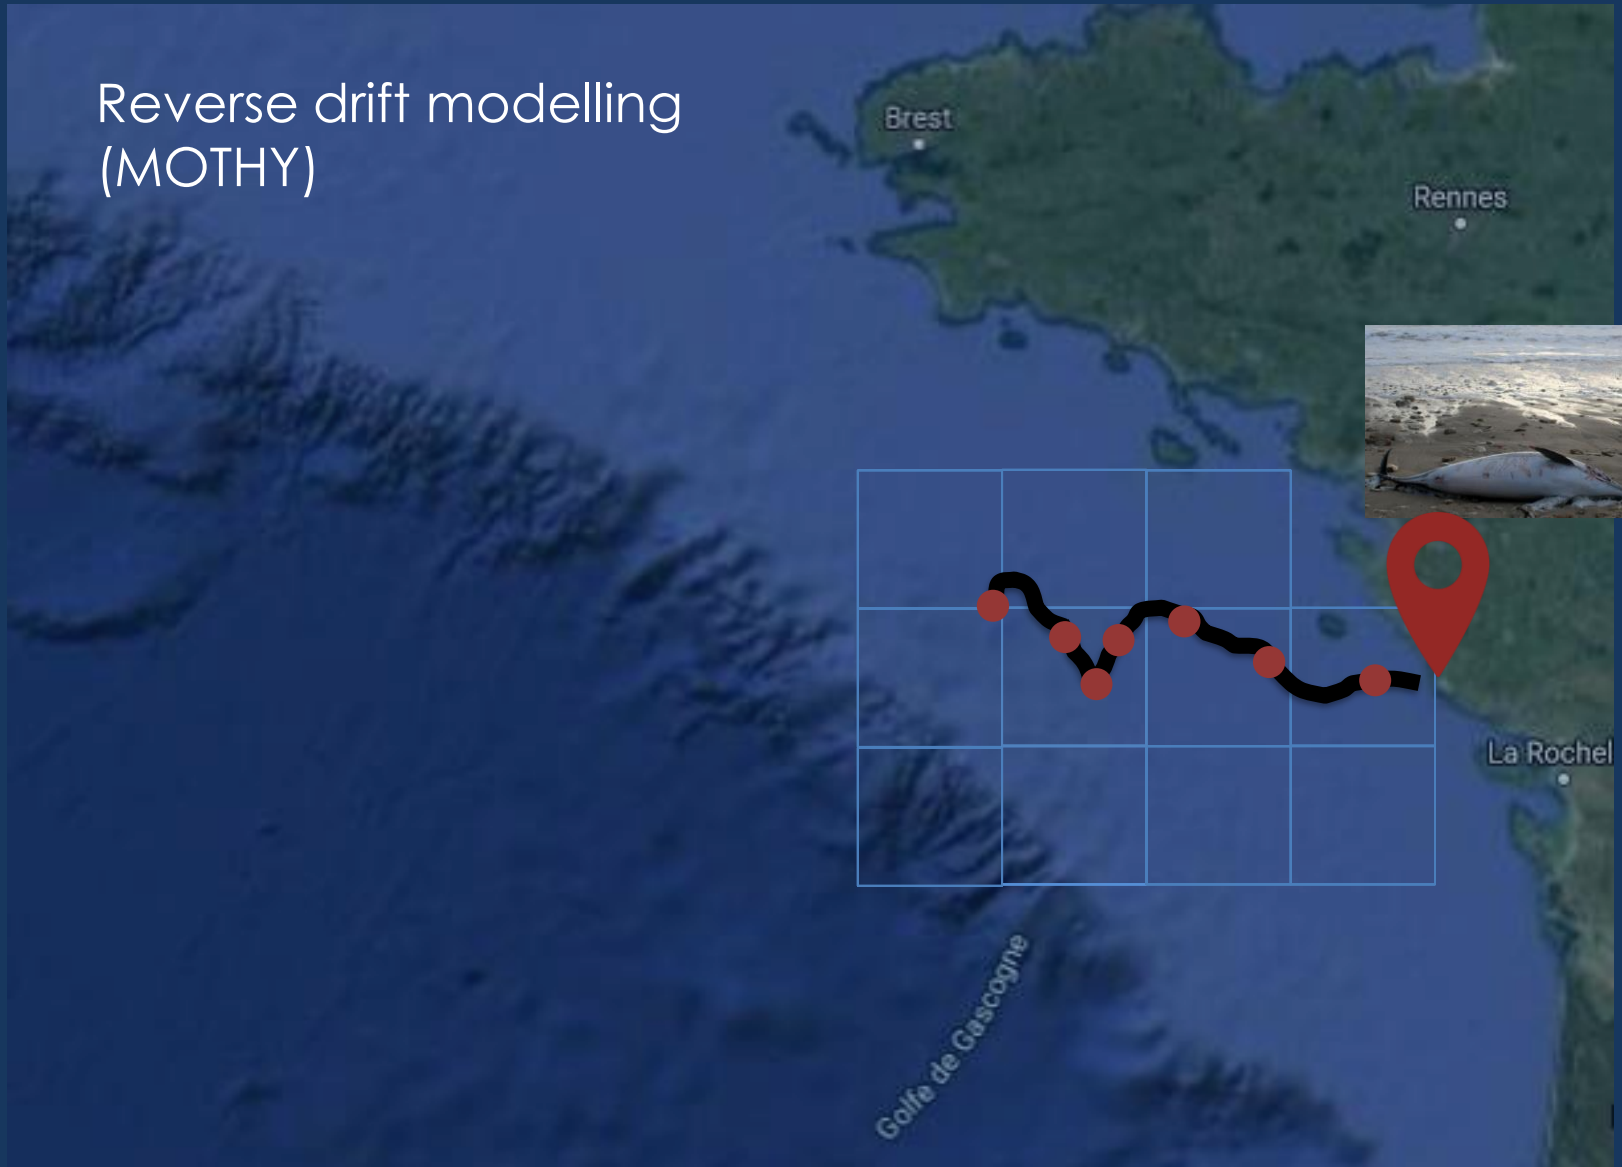 Reverse drift modelling
(MOTHY)
Brest
Rennes
La Rochel
Golfe de Gascogne